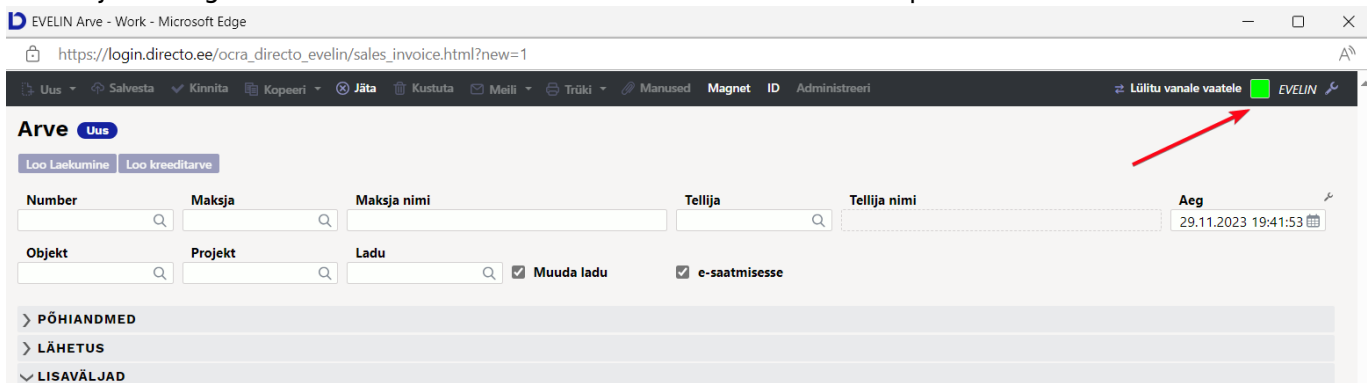 EVELIN Arve - Work - Microsoft Edge
https://login.directo.ee/ocra_directo_evelin/sales_invoice.html?new=1
Uus Salvesta Kinnita Kopeeri Jäta Kustuta Meili Trüki Manused Magnet ID Administreeri Lülitu vanale vaatele EVELIN
Arve Uus
Loo Laekumine Loo kreeditarve
Number Maksja Maksja nimi Tellija Tellija nimi Aeg
29.11.2023 19:41:53
Objekt Projekt Ladu
Muuda ladu e-saatmisesse
PÕHIANDMED
LÄHETUS
LISAVÄLJAD